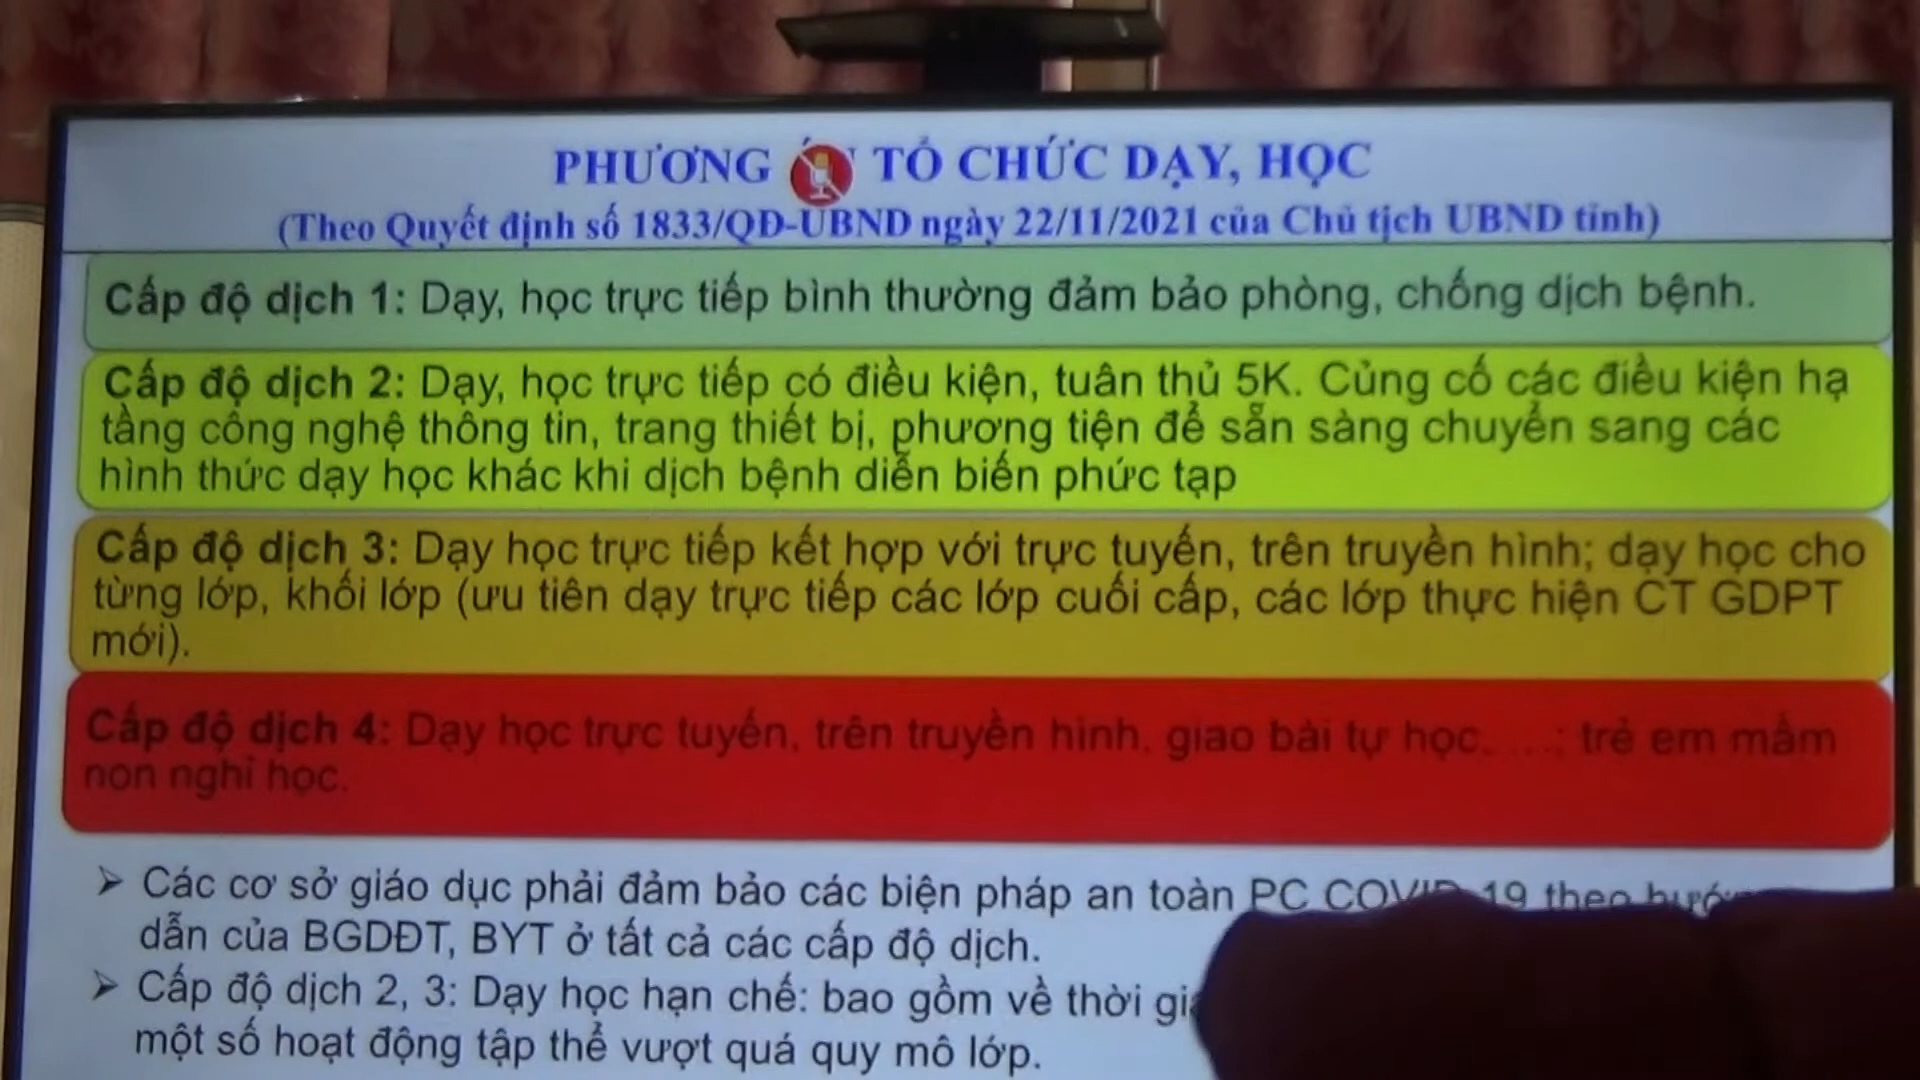 PHƯƠNG TỔ CHỨC DẠY, HỌC
(Theo Quyết định số 1833/QĐ-UBND ngày 22/11/2021 của Chủ tịch UBND tỉnh)
Cấp độ dịch 1: Dạy, học trực tiếp bình thường đảm bảo phòng, chống dịch bệnh.
Cấp độ dịch 2: Dạy, học trực tiếp có điều kiện, tuân thủ 5K. Củng cố các điều kiện hạ
tầng công nghệ thông tin, trang thiết bị, phương tiện để sẵn sàng chuyển sang các
hình thức dạy học khác khi dịch bệnh diễn biến phức tạp
Cấp độ dịch 3: Dạy học trực tiếp kết hợp với trực tuyến, trên truyền hình; dạy học cho
từng lớp, khối lớp (ưu tiên dạy trực tiếp các lớp cuối cấp, các lớp thực hiện CT GDPT
mới).
Cấp độ dịch 4: Dạy học trực tuyến, trên truyền hình, giao bài tự học, ...; trẻ em mầm
non nghỉ học.
➢ Các cơ sở giáo dục phải đảm bảo các biện pháp an toàn PC COVID-19 theo
dẫn của BGDĐT, BYT ở tất cả các cấp độ dịch.
➢ Cấp độ dịch 2, 3: Dạy học hạn chế: bao gồm về thời
một số hoạt động tập thể vượt quá quy mô lớp.